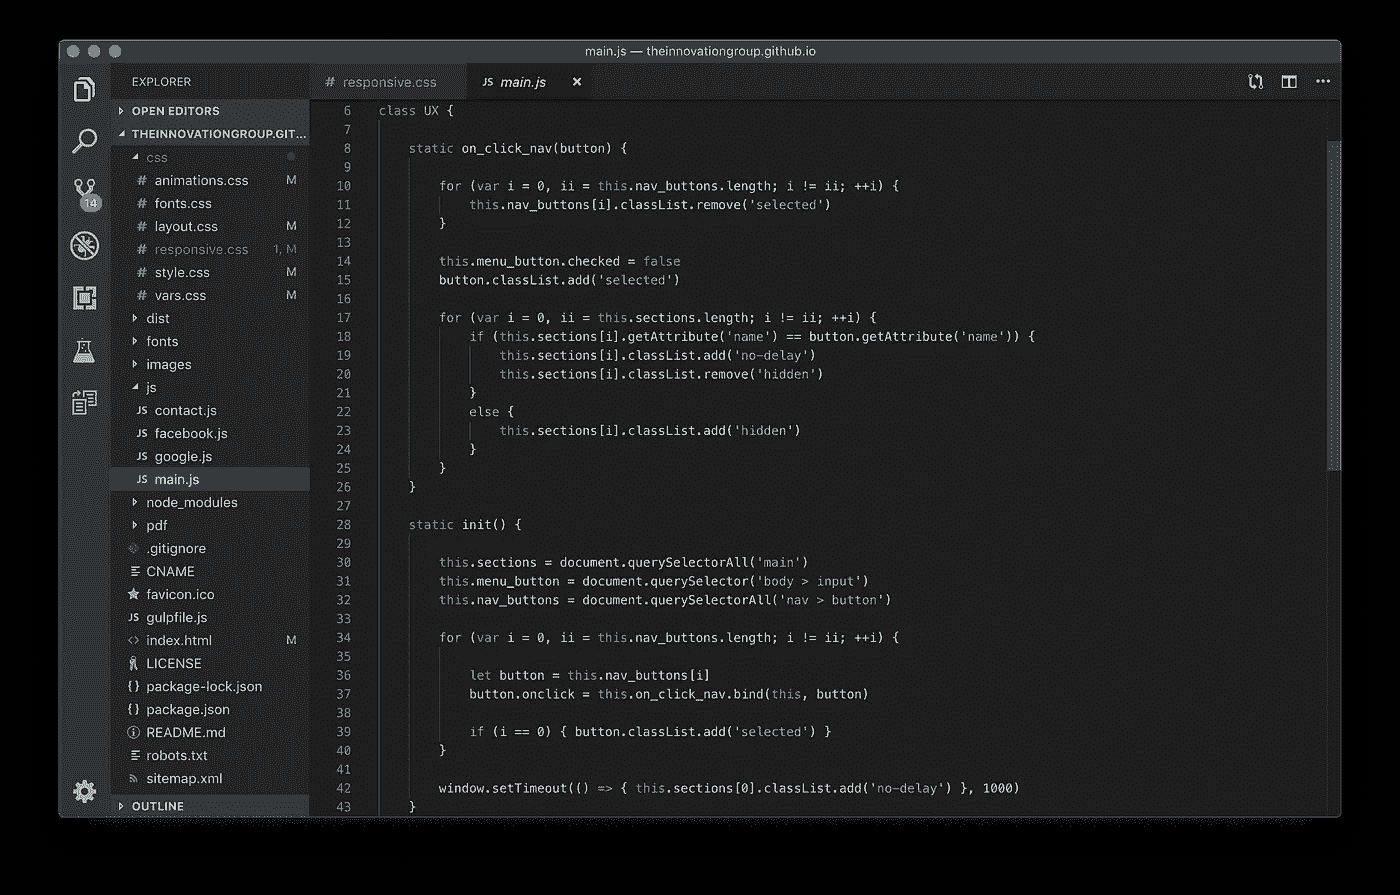 main.js — theinnovationgroup.github.io
EXPLORER
OPEN EDITORS
THEINNOVATIONGROUP.GIT...
css
# animations.css M
# fonts.css
# layout.css M
# responsive.css 1, M
# style.css M
# vars.css M
dist
fonts
images
js
JS contact.js
JS facebook.js
JS google.js
JS main.js
node_modules
pdf
.gitignore
CNAME
favicon.ico
JS gulpfile.js
<> index.html M
LICENSE
{} package-lock.json
{} package.json
README.md
robots.txt
sitemap.xml
OUTLINE
14
# responsive.css JS main.js ×
6 class UX {
7
8 static on_click_nav(button) {
9
10 for (var i = 0, ii = this.nav_buttons.length; i != ii; ++i) {
11 this.nav_buttons[i].classList.remove('selected')
12 }
13
14 this.menu_button.checked = false
15 button.classList.add('selected')
16
17 for (var i = 0, ii = this.sections.length; i != ii; ++i) {
18 if (this.sections[i].getAttribute('name') == button.getAttribute('name')) {
19 this.sections[i].classList.add('no-delay')
20 this.sections[i].classList.remove('hidden')
21 }
22 else {
23 this.sections[i].classList.add('hidden')
24 }
25 }
26 }
27
28 static init() {
29
30 this.sections = document.querySelectorAll('main')
31 this.menu_button = document.querySelector('body > input')
32 this.nav_buttons = document.querySelectorAll('nav > button')
33
34 for (var i = 0, ii = this.nav_buttons.length; i != ii; ++i) {
35
36 let button = this.nav_buttons[i]
37 button.onclick = this.on_click_nav.bind(this, button)
38
39 if (i == 0) { button.classList.add('selected') }
40 }
41
42 window.setTimeout(() => { this.sections[0].classList.add('no-delay') }, 1000)
43 }